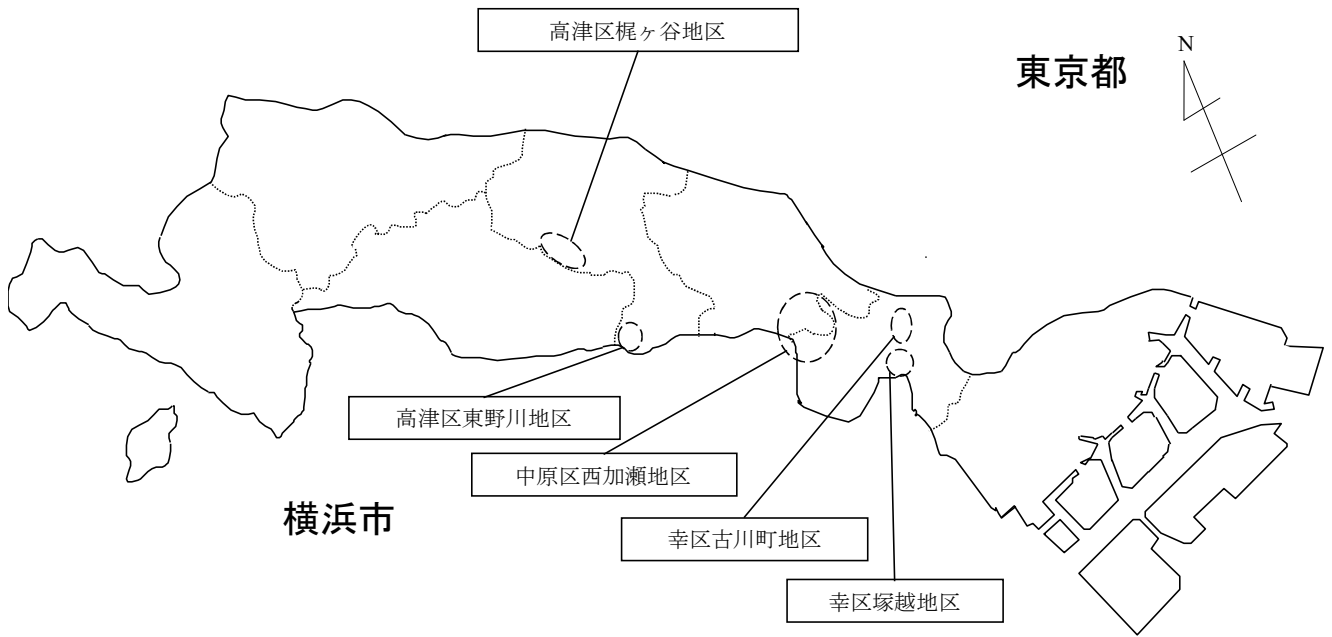 高津区梶ヶ谷地区
東京都
N
高津区東野川地区
中原区西加瀬地区
横浜市
幸区古川町地区
幸区塚越地区